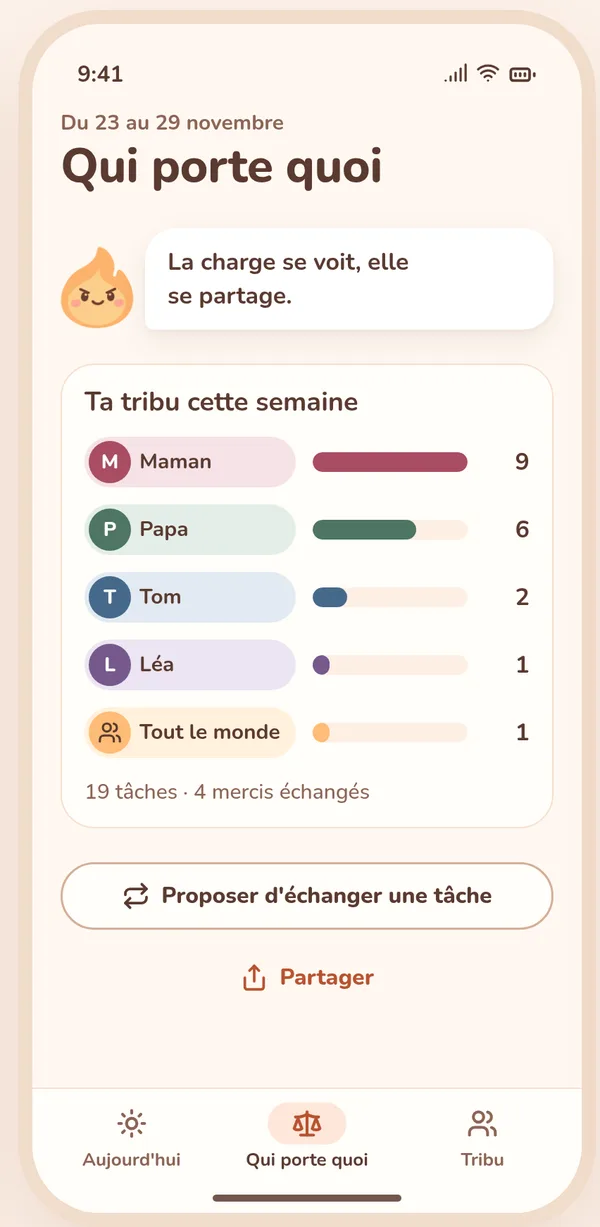 9:41
Du 23 au 29 novembre
Qui porte quoi
La charge se voit, elle
se partage.
Ta tribu cette semaine
M Maman 9
P Papa 6
T Tom 2
L Léa 1
Tout le monde 1
19 tâches · 4 mercis échangés
Proposer d'échanger une tâche
Partager
Aujourd'hui Qui porte quoi Tribu